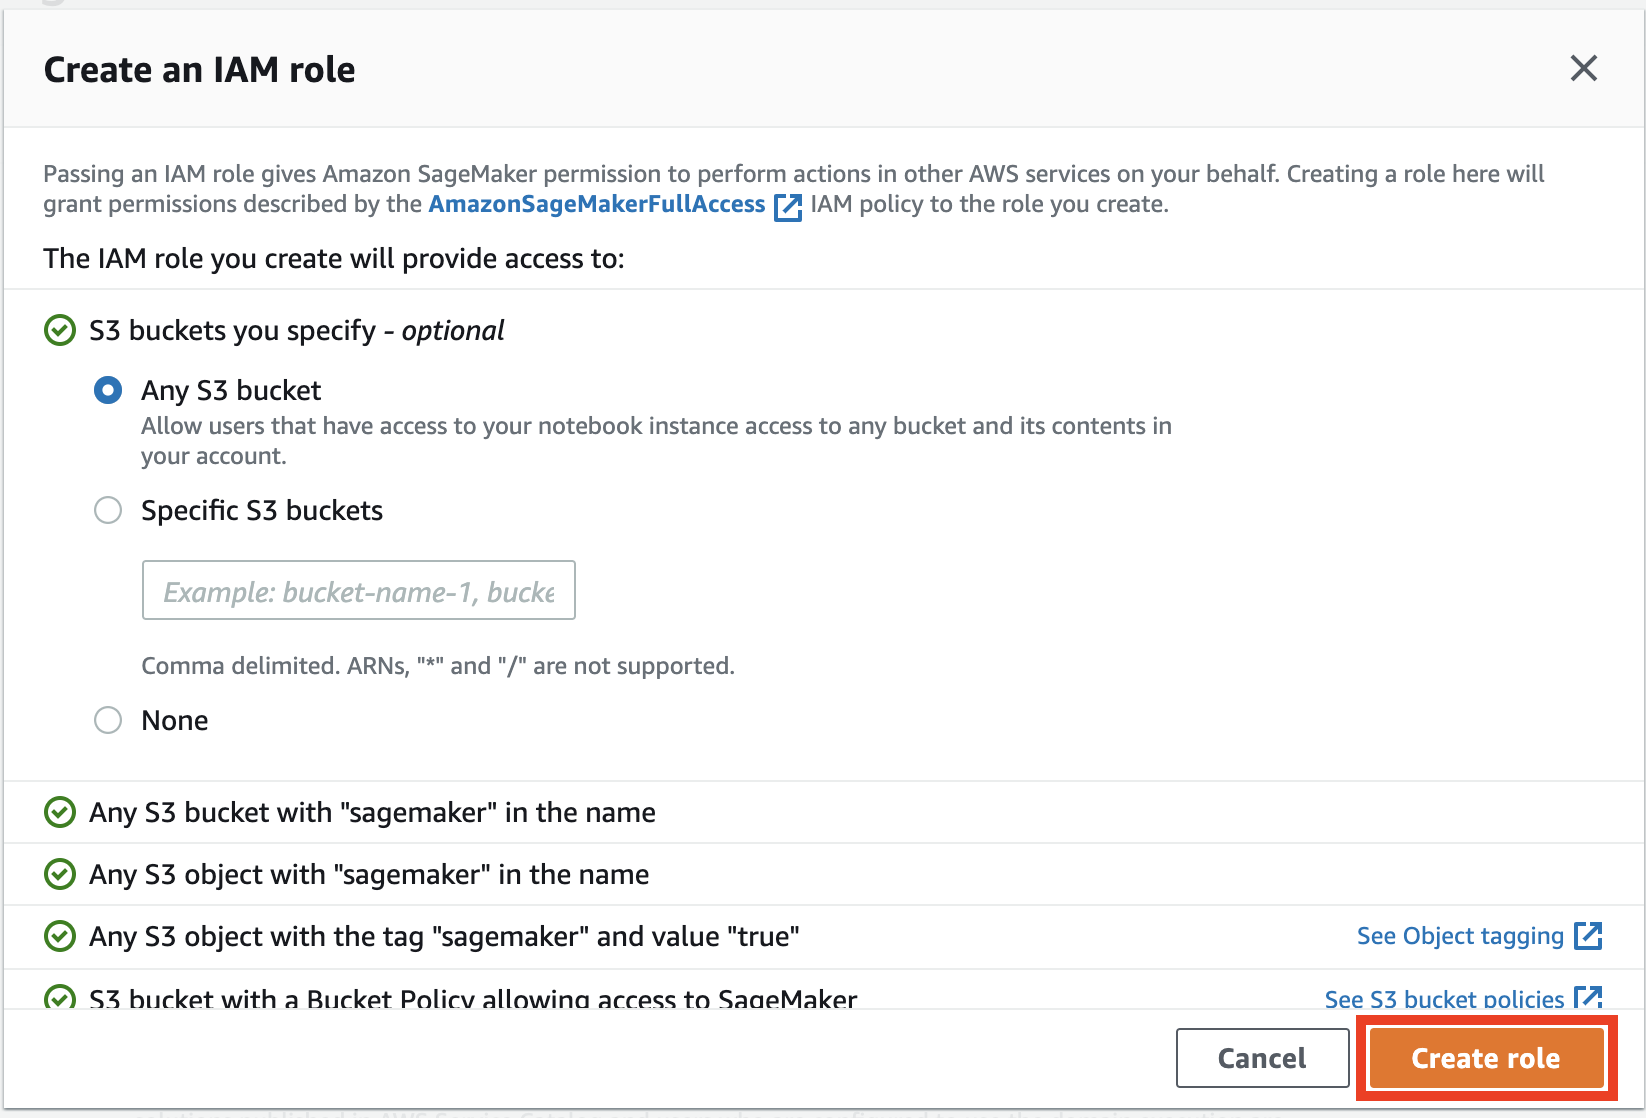 Create an IAM role
Passing an IAM role gives Amazon SageMaker permission to perform actions in other AWS services on your behalf. Creating a role here will
grant permissions described by the AmazonSageMakerFullAccess IAM policy to the role you create.
The IAM role you create will provide access to:
S3 buckets you specify - optional
Any S3 bucket
Allow users that have access to your notebook instance access to any bucket and its contents in
your account.
Specific S3 buckets
Example: bucket-name-1, bucke
Comma delimited. ARNs, "*" and "/" are not supported.
None
Any S3 bucket with "sagemaker" in the name
Any S3 object with "sagemaker" in the name
Any S3 object with the tag "sagemaker" and value "true" See Object tagging
S3 bucket with a Bucket Policy allowing access to SageMaker See S3 bucket policies
Cancel Create role